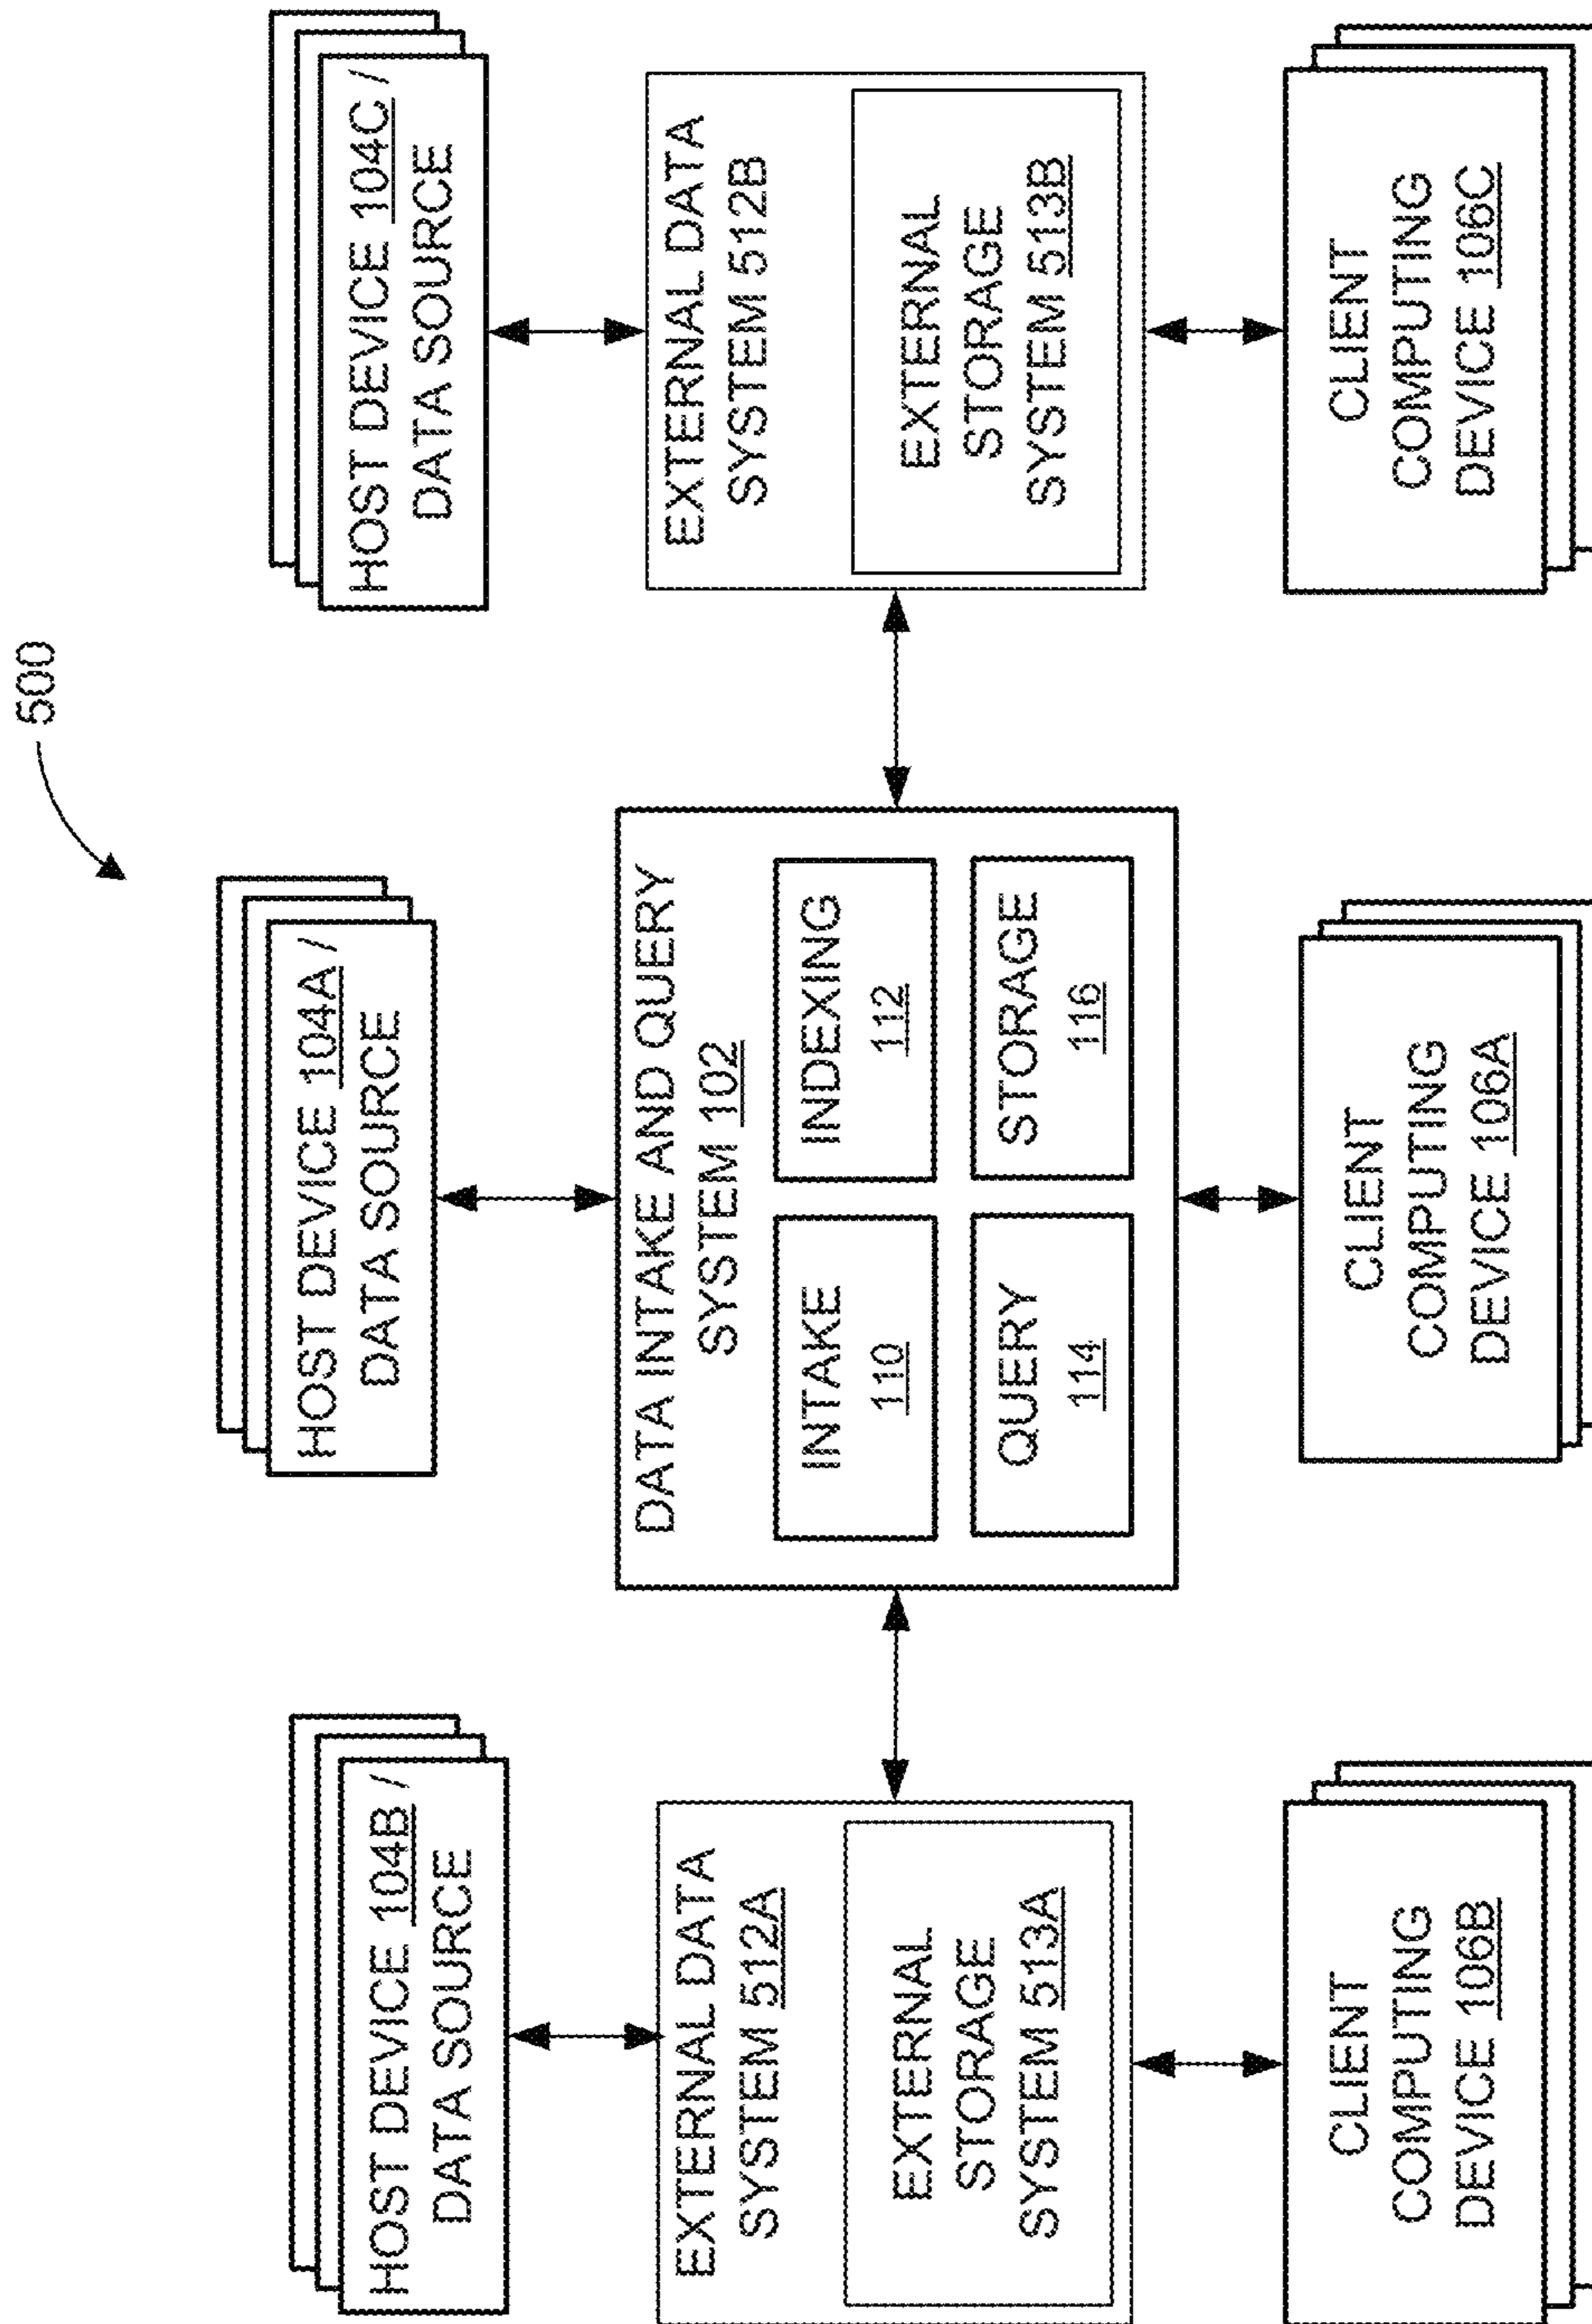 500
HOST DEVICE 104B /
DATA SOURCE
HOST DEVICE 104A /
DATA SOURCE
HOST DEVICE 104C /
DATA SOURCE
EXTERNAL DATA
SYSTEM 512A
EXTERNAL
STORAGE
SYSTEM 513A
DATA INTAKE AND QUERY
SYSTEM 102
INTAKE
110
INDEXING
112
QUERY
114
STORAGE
116
EXTERNAL DATA
SYSTEM 512B
EXTERNAL
STORAGE
SYSTEM 513B
CLIENT
COMPUTING
DEVICE 106B
CLIENT
COMPUTING
DEVICE 106A
CLIENT
COMPUTING
DEVICE 106C